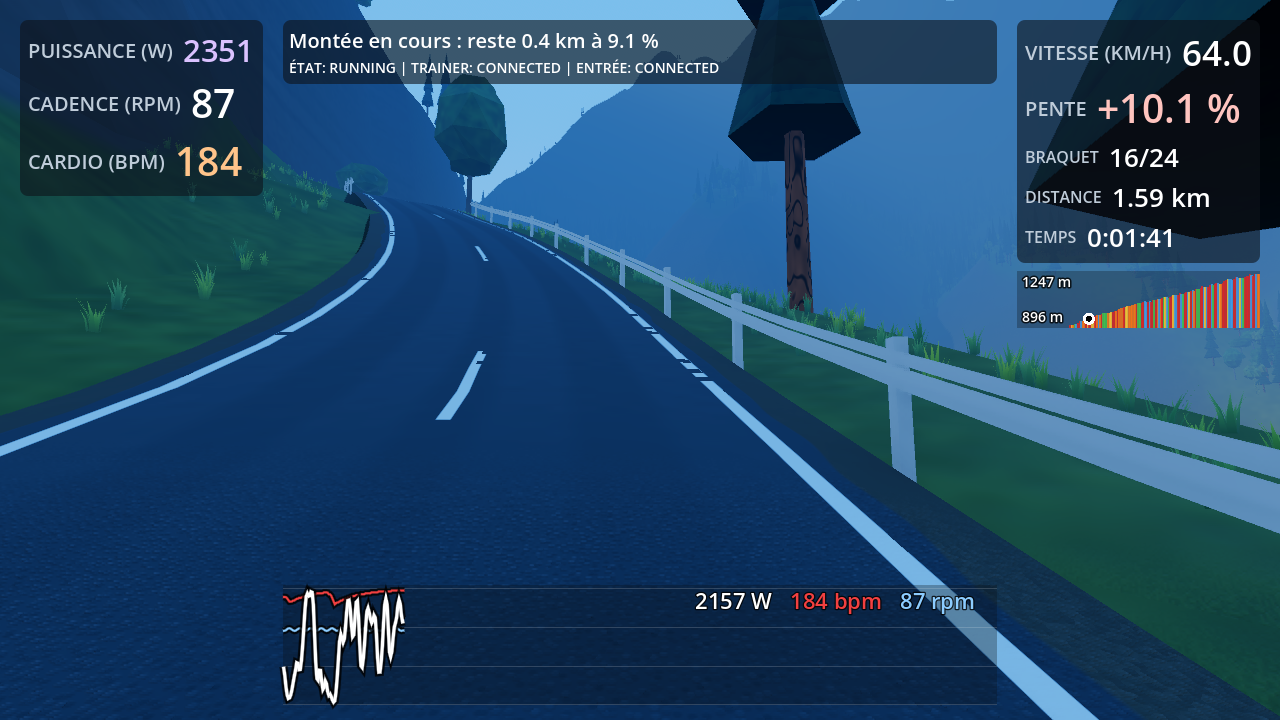 PUISSANCE (W) 2351
CADENCE (RPM) 87
CARDIO (BPM) 184
Montée en cours : reste 0.4 km à 9.1 %
ÉTAT: RUNNING | TRAINER: CONNECTED | ENTRÉE: CONNECTED
VITESSE (KM/H) 64.0
PENTE +10.1 %
BRAQUET 16/24
DISTANCE 1.59 km
TEMPS 0:01:41
1247 m
896 m
2157 W 184 bpm 87 rpm